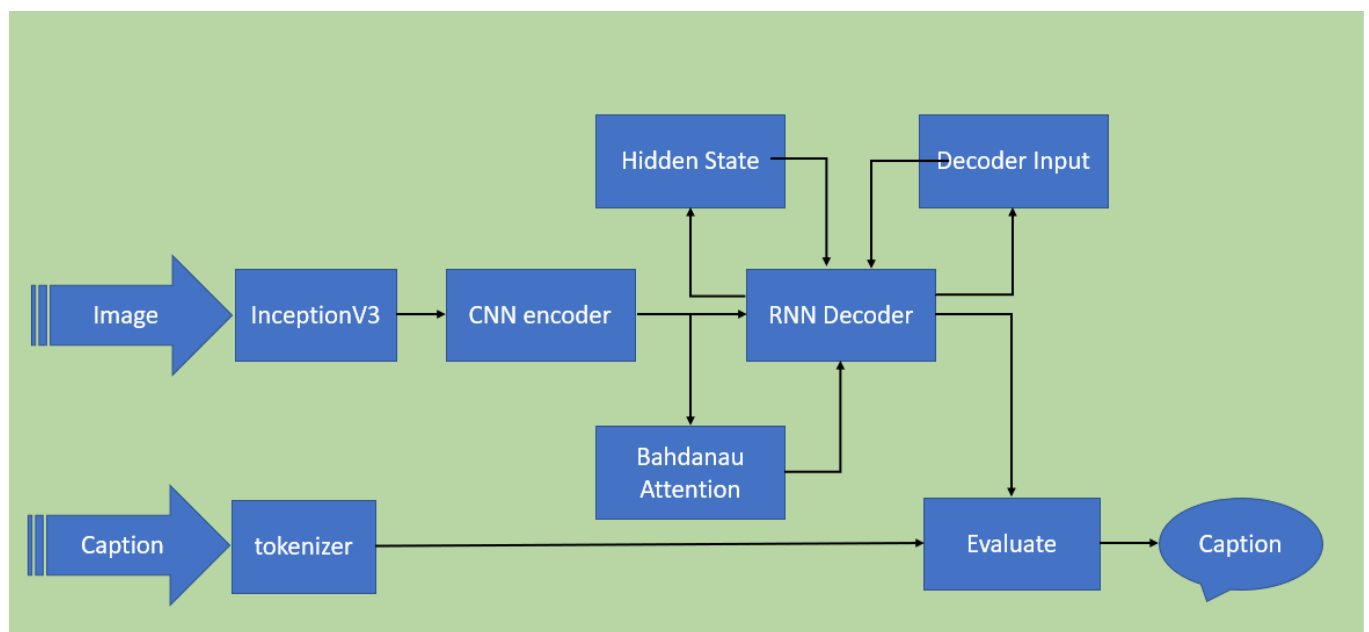 Hidden State
Decoder Input
Image
InceptionV3
CNN encoder
RNN Decoder
Bahdanau
Attention
Caption
tokenizer
Evaluate
Caption